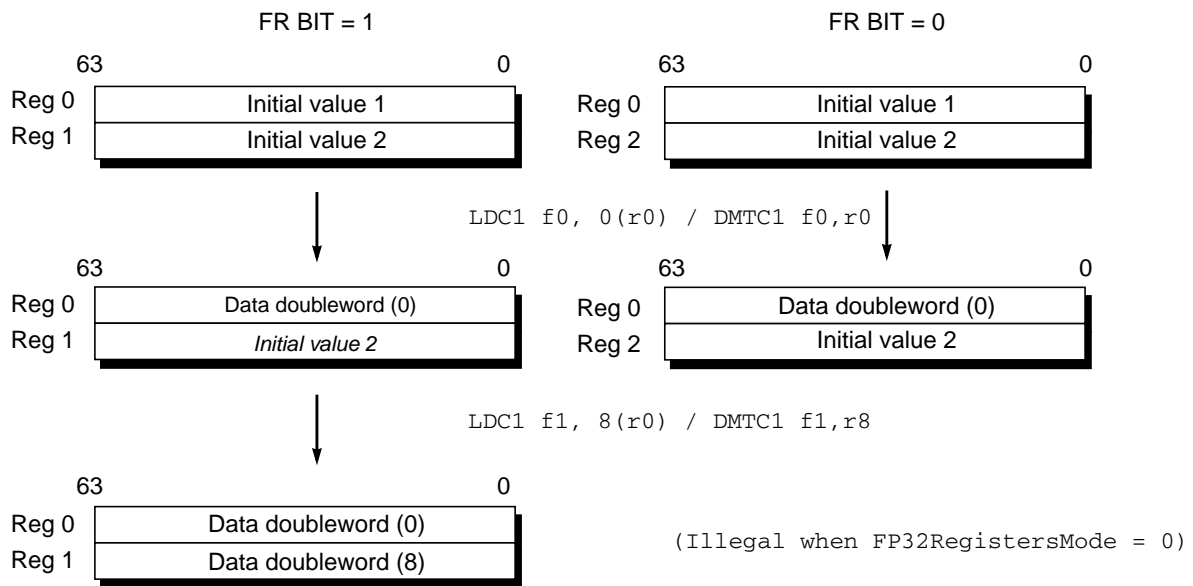 FR BIT = 1
FR BIT = 0
63 0
63 0
Reg 0 Initial value 1
Reg 1 Initial value 2
Reg 0 Initial value 1
Reg 2 Initial value 2
LDC1 f0, 0(r0) / DMTC1 f0,r0
63 0
63 0
Reg 0 Data doubleword (0)
Reg 1 Initial value 2
Reg 0 Data doubleword (0)
Reg 2 Initial value 2
LDC1 f1, 8(r0) / DMTC1 f1,r8
63 0
Reg 0 Data doubleword (0)
Reg 1 Data doubleword (8)
(Illegal when FP32RegistersMode = 0)